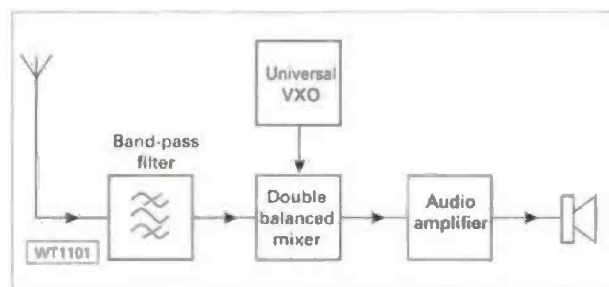 Universal
VXO
Band-pass
filter
Double
balanced
mixer
Audio
amplifier
WT1101